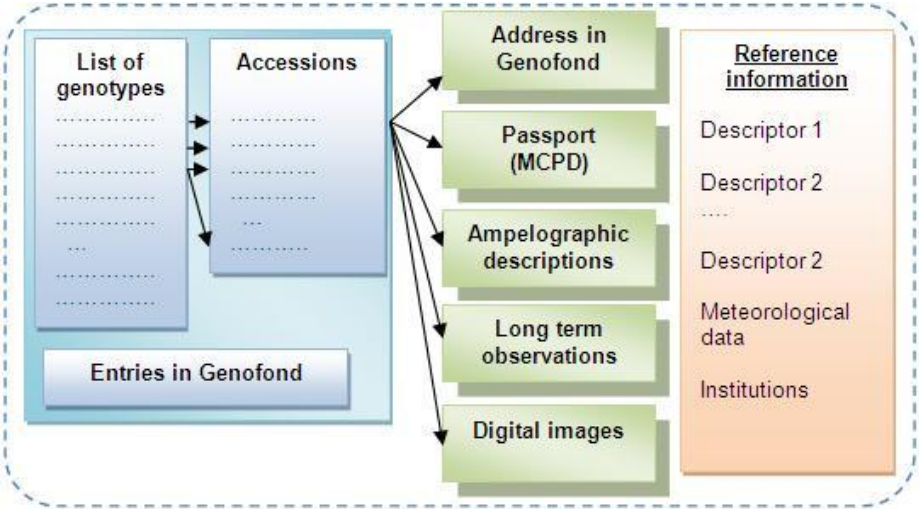 List of
genotypes
……………
……………
……………
……………
……………
…
……………
……………
Accessions
…………
…………
…………
…………
…
…………
Entries in Genofond
Address in
Genofond
Passport
(MCPD)
Ampelographic
descriptions
Long term
observations
Digital images
Reference
information
Descriptor 1
Descriptor 2
....
Descriptor 2
Meteorological
data
Institutions